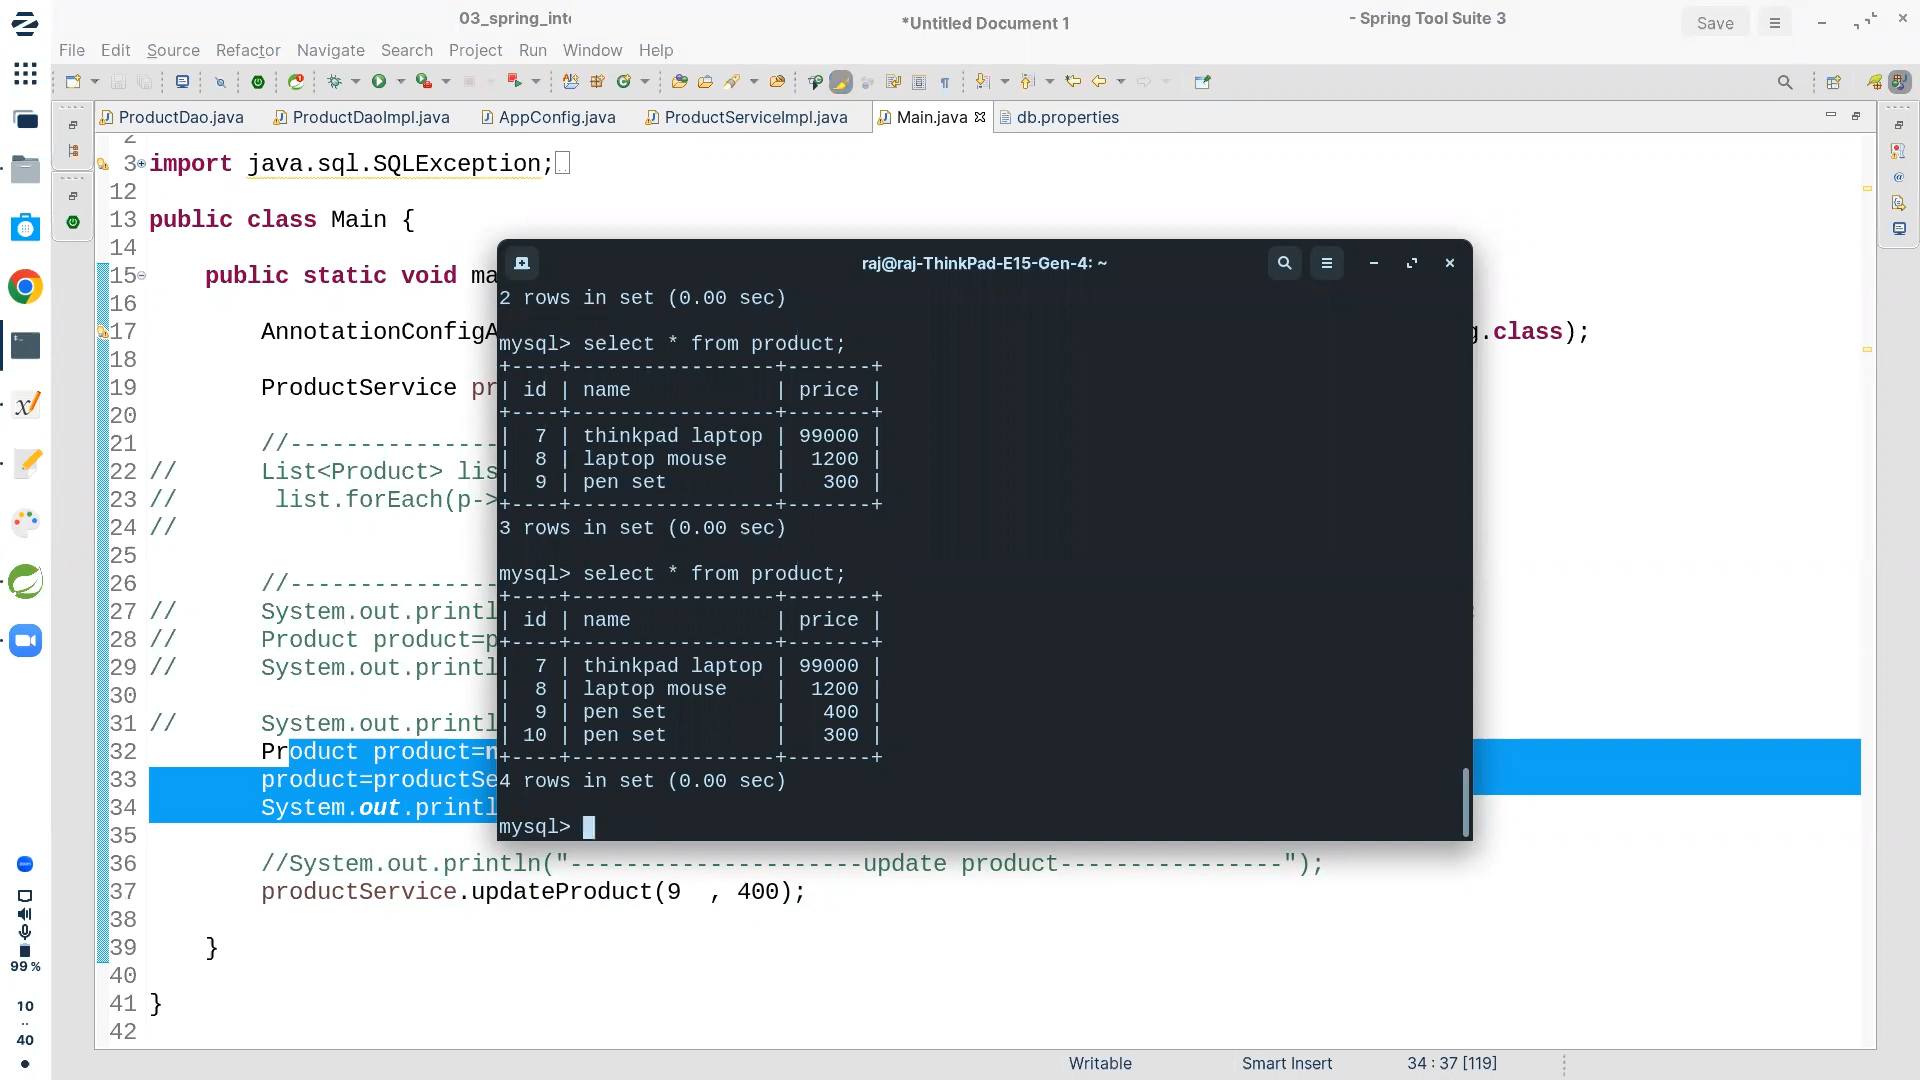 03_spring_inte
*Untitled Document 1
- Spring Tool Suite 3
Save
File Edit Source Refactor Navigate Search Project Run Window Help
ProductDao.java ProductDaoImpl.java AppConfig.java ProductServiceImpl.java Main.java db.properties
2
3 import java.sql.SQLException;
12
13 public class Main {
14
15 public static void ma
16
17 AnnotationConfigA g.class);
18
19 ProductService pr
20
21 //---------------
22 // List<Product> lis
23 // list.forEach(p->
24 //
25
26 //---------------
27 // System.out.printl
28 // Product product=p
29 // System.out.printl
30
31 // System.out.printl
32 Product product=n
33 product=productSe
34 System.out.printl
35
36 //System.out.println("---------------------update product----------------");
37 productService.updateProduct(9  , 400);
38
39 }
40
41 }
42
raj@raj-ThinkPad-E15-Gen-4: ~
2 rows in set (0.00 sec)
mysql> select * from product;
+----+-----------------+-------+
| id | name            | price |
+----+-----------------+-------+
|  7 | thinkpad laptop | 99000 |
|  8 | laptop mouse    |  1200 |
|  9 | pen set         |   300 |
+----+-----------------+-------+
3 rows in set (0.00 sec)
mysql> select * from product;
+----+-----------------+-------+
| id | name            | price |
+----+-----------------+-------+
|  7 | thinkpad laptop | 99000 |
|  8 | laptop mouse    |  1200 |
|  9 | pen set         |   400 |
| 10 | pen set         |   300 |
+----+-----------------+-------+
4 rows in set (0.00 sec)
mysql>
99 %
10
..
40
Writable Smart Insert 34 : 37 [119]